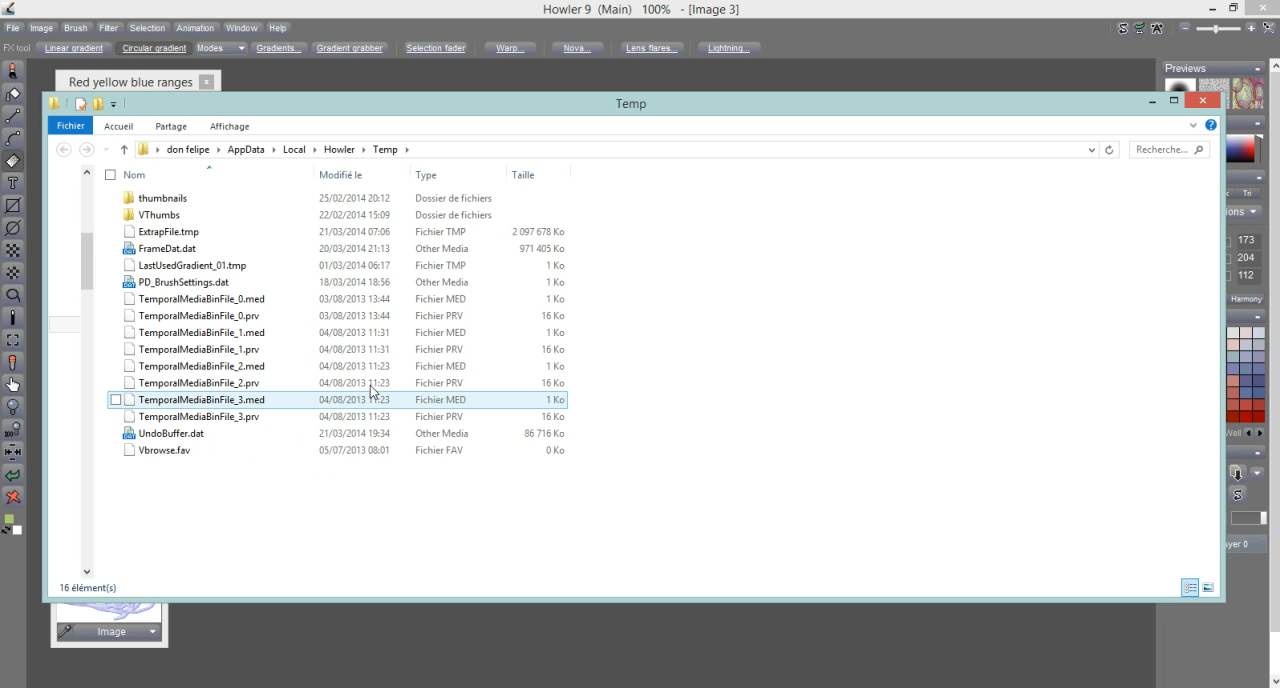 Howler 9 (Main) 100% - [Image 3]
File Image Brush Filter Selection Animation Window Help
FX tool Linear gradient Circular gradient Modes Gradients... Gradient grabber Selection fader Warp... Nova... Lens flares... Lightning...
Red yellow blue ranges
Previews
Temp
Fichier Accueil Partage Affichage
don felipe AppData Local Howler Temp
Recherche...
Nom Modifié le Type Taille
thumbnails 25/02/2014 20:12 Dossier de fichiers
VThumbs 22/02/2014 15:09 Dossier de fichiers
ExtrapFile.tmp 21/03/2014 07:06 Fichier TMP 2 097 678 Ko
FrameDat.dat 20/03/2014 21:13 Other Media 971 405 Ko
LastUsedGradient_01.tmp 01/03/2014 06:17 Fichier TMP 1 Ko
PD_BrushSettings.dat 18/03/2014 18:56 Other Media 1 Ko
TemporalMediaBinFile_0.med 03/08/2013 13:44 Fichier MED 1 Ko
TemporalMediaBinFile_0.prv 03/08/2013 13:44 Fichier PRV 16 Ko
TemporalMediaBinFile_1.med 04/08/2013 11:31 Fichier MED 1 Ko
TemporalMediaBinFile_1.prv 04/08/2013 11:31 Fichier PRV 16 Ko
TemporalMediaBinFile_2.med 04/08/2013 11:23 Fichier MED 1 Ko
TemporalMediaBinFile_2.prv 04/08/2013 11:23 Fichier PRV 16 Ko
TemporalMediaBinFile_3.med 04/08/2013 11:23 Fichier MED 1 Ko
TemporalMediaBinFile_3.prv 04/08/2013 11:23 Fichier PRV 16 Ko
UndoBuffer.dat 21/03/2014 19:34 Other Media 86 716 Ko
Vbrowse.fav 05/07/2013 08:01 Fichier FAV 0 Ko
16 élément(s)
Tri
ions
173
204
112
Harmony
Well
ayer 0
Image